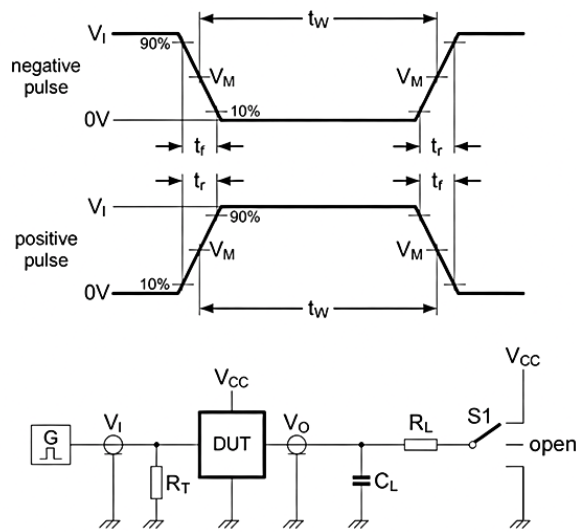 V_I
90%
t_W
negative
pulse
V_M
V_M
0V
10%
10%
t_f
t_r
t_r
t_f
V_I
90%
positive
pulse
V_M
V_M
10%
0V
t_W
V_CC
V_CC
G
V_I
DUT
V_O
R_L
S1
open
R_T
C_L